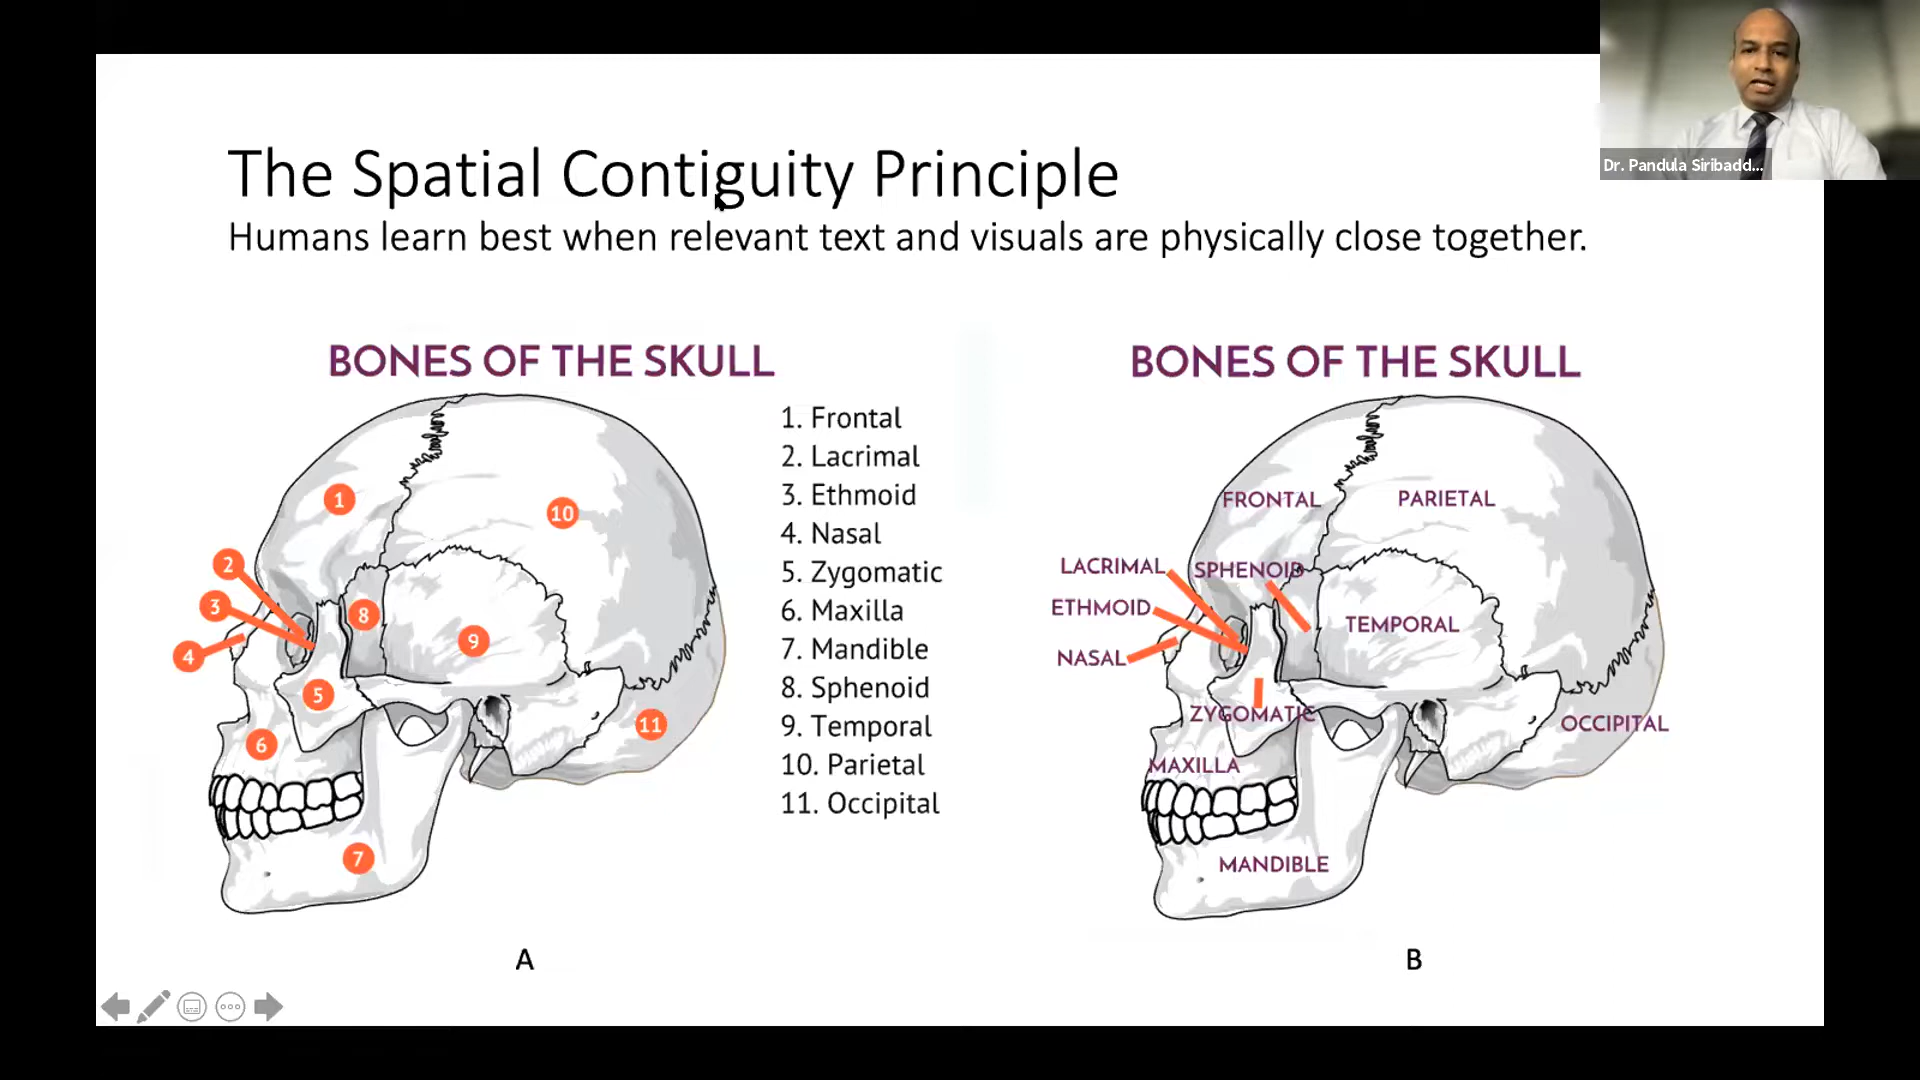 Dr. Pandula Siribadd...
The Spatial Contiguity Principle
Humans learn best when relevant text and visuals are physically close together.
BONES OF THE SKULL
1
10
2
3
8
4
9
5
11
6
7
1. Frontal
2. Lacrimal
3. Ethmoid
4. Nasal
5. Zygomatic
6. Maxilla
7. Mandible
8. Sphenoid
9. Temporal
10. Parietal
11. Occipital
A
BONES OF THE SKULL
FRONTAL
PARIETAL
LACRIMAL
SPHENOID
ETHMOID
TEMPORAL
NASAL
ZYGOMATIC
OCCIPITAL
MAXILLA
MANDIBLE
B